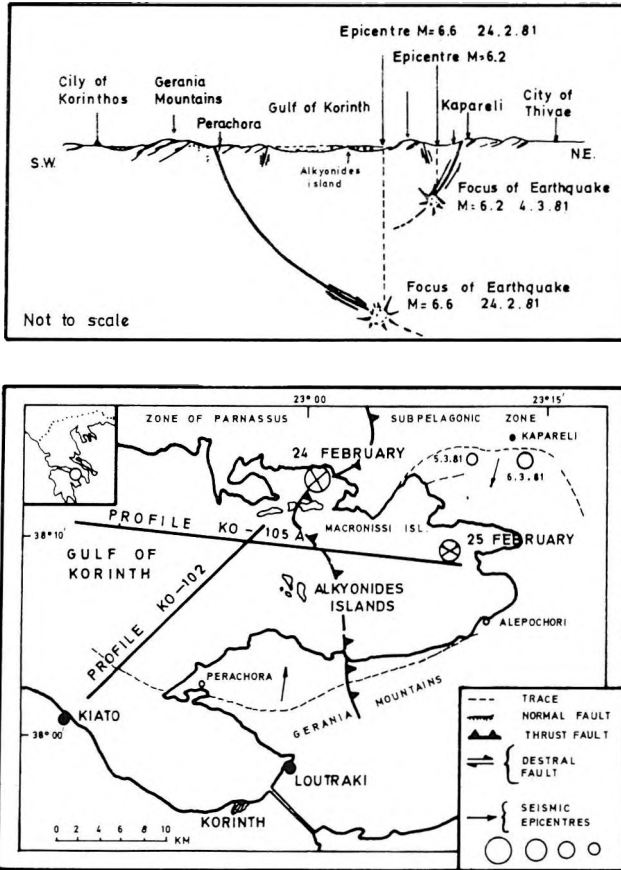 Epicentre M=6.6 24.2.81
Epicentre M=6.2
City of
Korinthos
Gerania
Mountains
Perachora
Gulf of Korinth
Kapareli
City of
Thivae
S.W.
N.E.
Alkyonides
island
Focus of Earthquake
M=6.2 4.3.81
Focus of Earthquake
M=6.6 24.2.81
Not to scale
23°00
23°15'
ZONE OF PARNASSUS
SUBPELAGONIC ZONE
KAPARELI
24 FEBRUARY
5.3.81
6.3.81
38°10'
PROFILE KO-105A
MACRONISSI ISL.
25 FEBRUARY
GULF OF
KORINTH
PROFILE KO-102
ALKYONIDES
ISLANDS
ALEPOCHORI
PERACHORA
GERANIA MOUNTAINS
KIATO
38°00'
LOUTRAKI
KORINTH
0 2 4 6 8 10
KM
TRACE
NORMAL FAULT
THRUST FAULT
DESTRAL
FAULT
SEISMIC
EPICENTRES